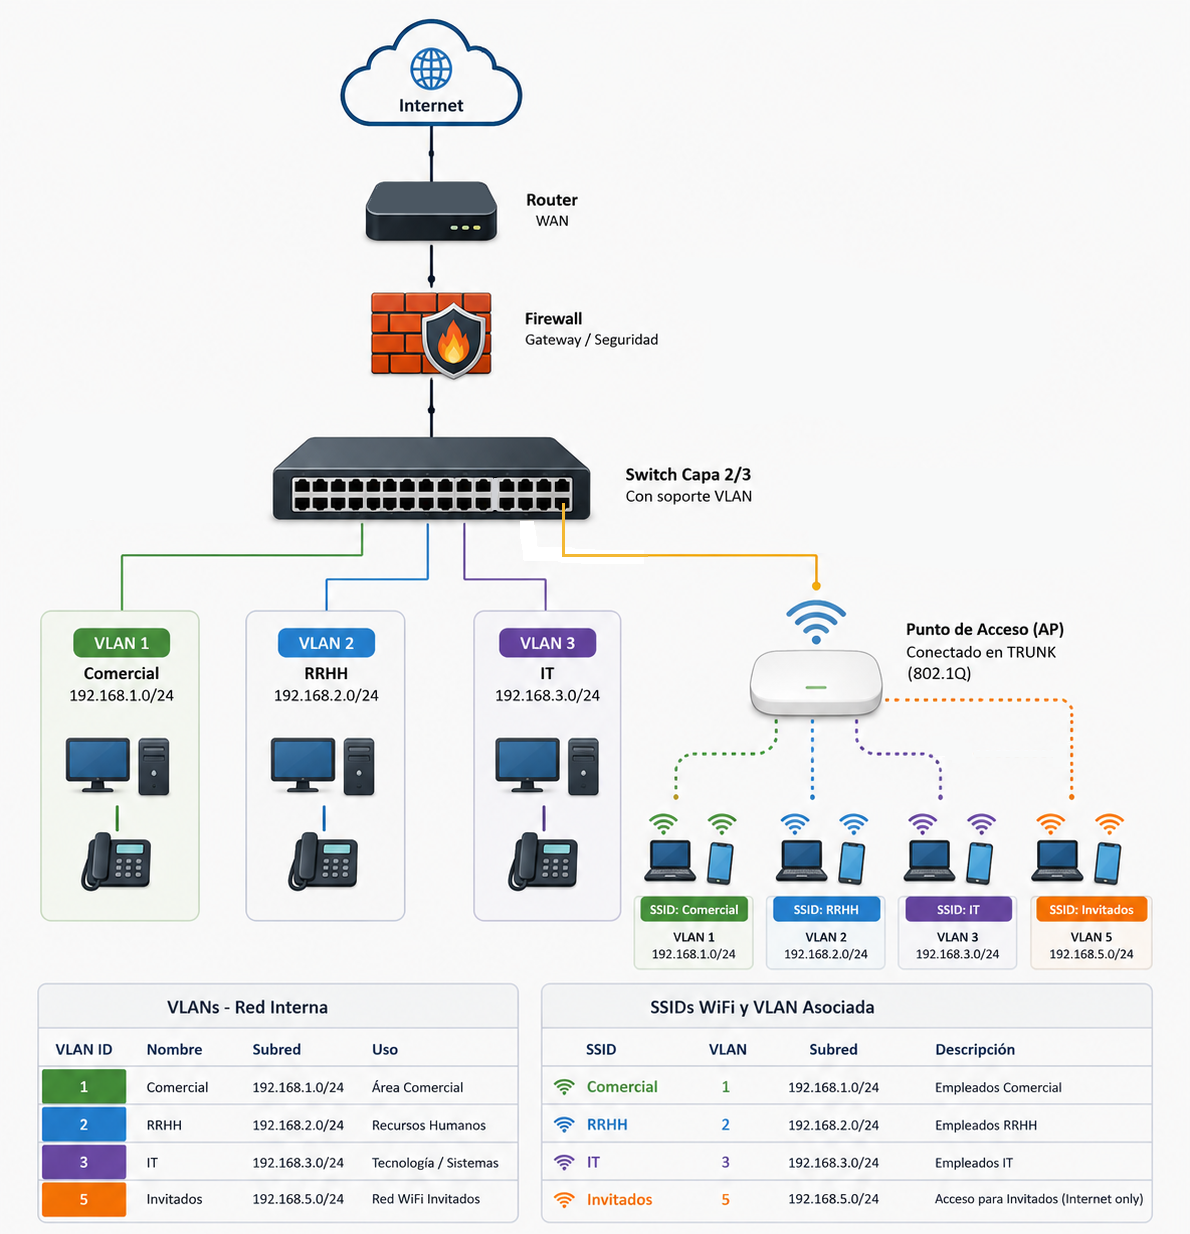 Internet
Router
WAN
Firewall
Gateway / Seguridad
Switch Capa 2/3
Con soporte VLAN
VLAN 1
Comercial
192.168.1.0/24
VLAN 2
RRHH
192.168.2.0/24
VLAN 3
IT
192.168.3.0/24
Punto de Acceso (AP)
Conectado en TRUNK
(802.1Q)
SSID: Comercial
VLAN 1
192.168.1.0/24
SSID: RRHH
VLAN 2
192.168.2.0/24
SSID: IT
VLAN 3
192.168.3.0/24
SSID: Invitados
VLAN 5
192.168.5.0/24
VLANs - Red Interna
VLAN ID Nombre Subred Uso
1 Comercial 192.168.1.0/24 Área Comercial
2 RRHH 192.168.2.0/24 Recursos Humanos
3 IT 192.168.3.0/24 Tecnología / Sistemas
5 Invitados 192.168.5.0/24 Red WiFi Invitados
SSIDs WiFi y VLAN Asociada
SSID VLAN Subred Descripción
Comercial 1 192.168.1.0/24 Empleados Comercial
RRHH 2 192.168.2.0/24 Empleados RRHH
IT 3 192.168.3.0/24 Empleados IT
Invitados 5 192.168.5.0/24 Acceso para Invitados (Internet only)